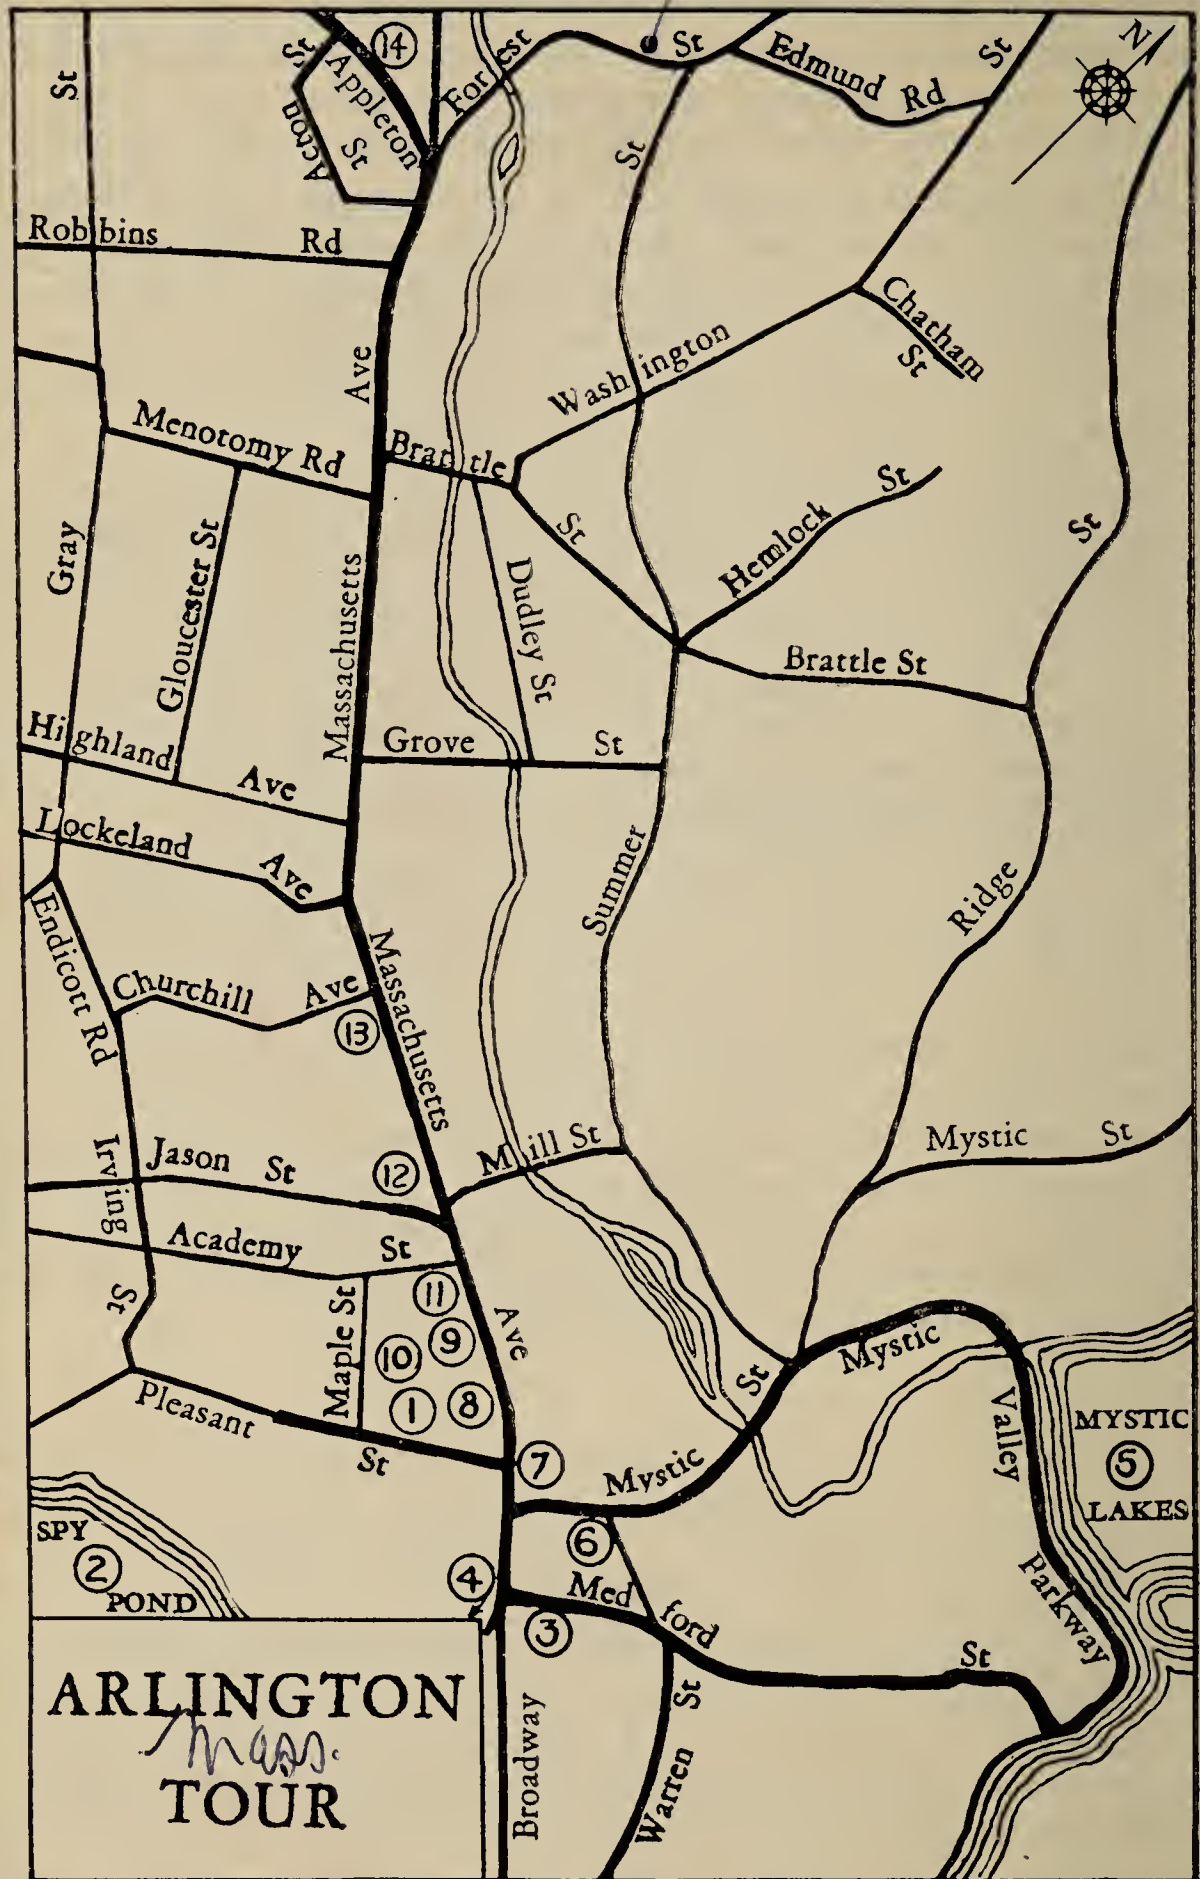 St
St
Acton
Appleton
St
14
Forest
St
Edmund Rd
St
N
St
Robbins Rd
Ave
Washington
Chatham
St
Menotomy Rd
Brattle
St
Hemlock St
St
Gray
Gloucester St
Massachusetts
Dudley St
Brattle St
Highland Ave
Grove St
Lockeland Ave
Summer
Ridge
Endicott Rd
Churchill Ave
Massachusetts
13
Irving
St
Jason St
12
Mill St
Mystic St
Academy St
Maple St
11
9
10
1
8
Ave
St
Mystic
Valley
Parkway
MYSTIC
5
LAKES
Pleasant
St
7
Mystic
SPY
2
POND
4
6
Medford
St
3
Broadway
Warren St
ARLINGTON
Mass.
TOUR